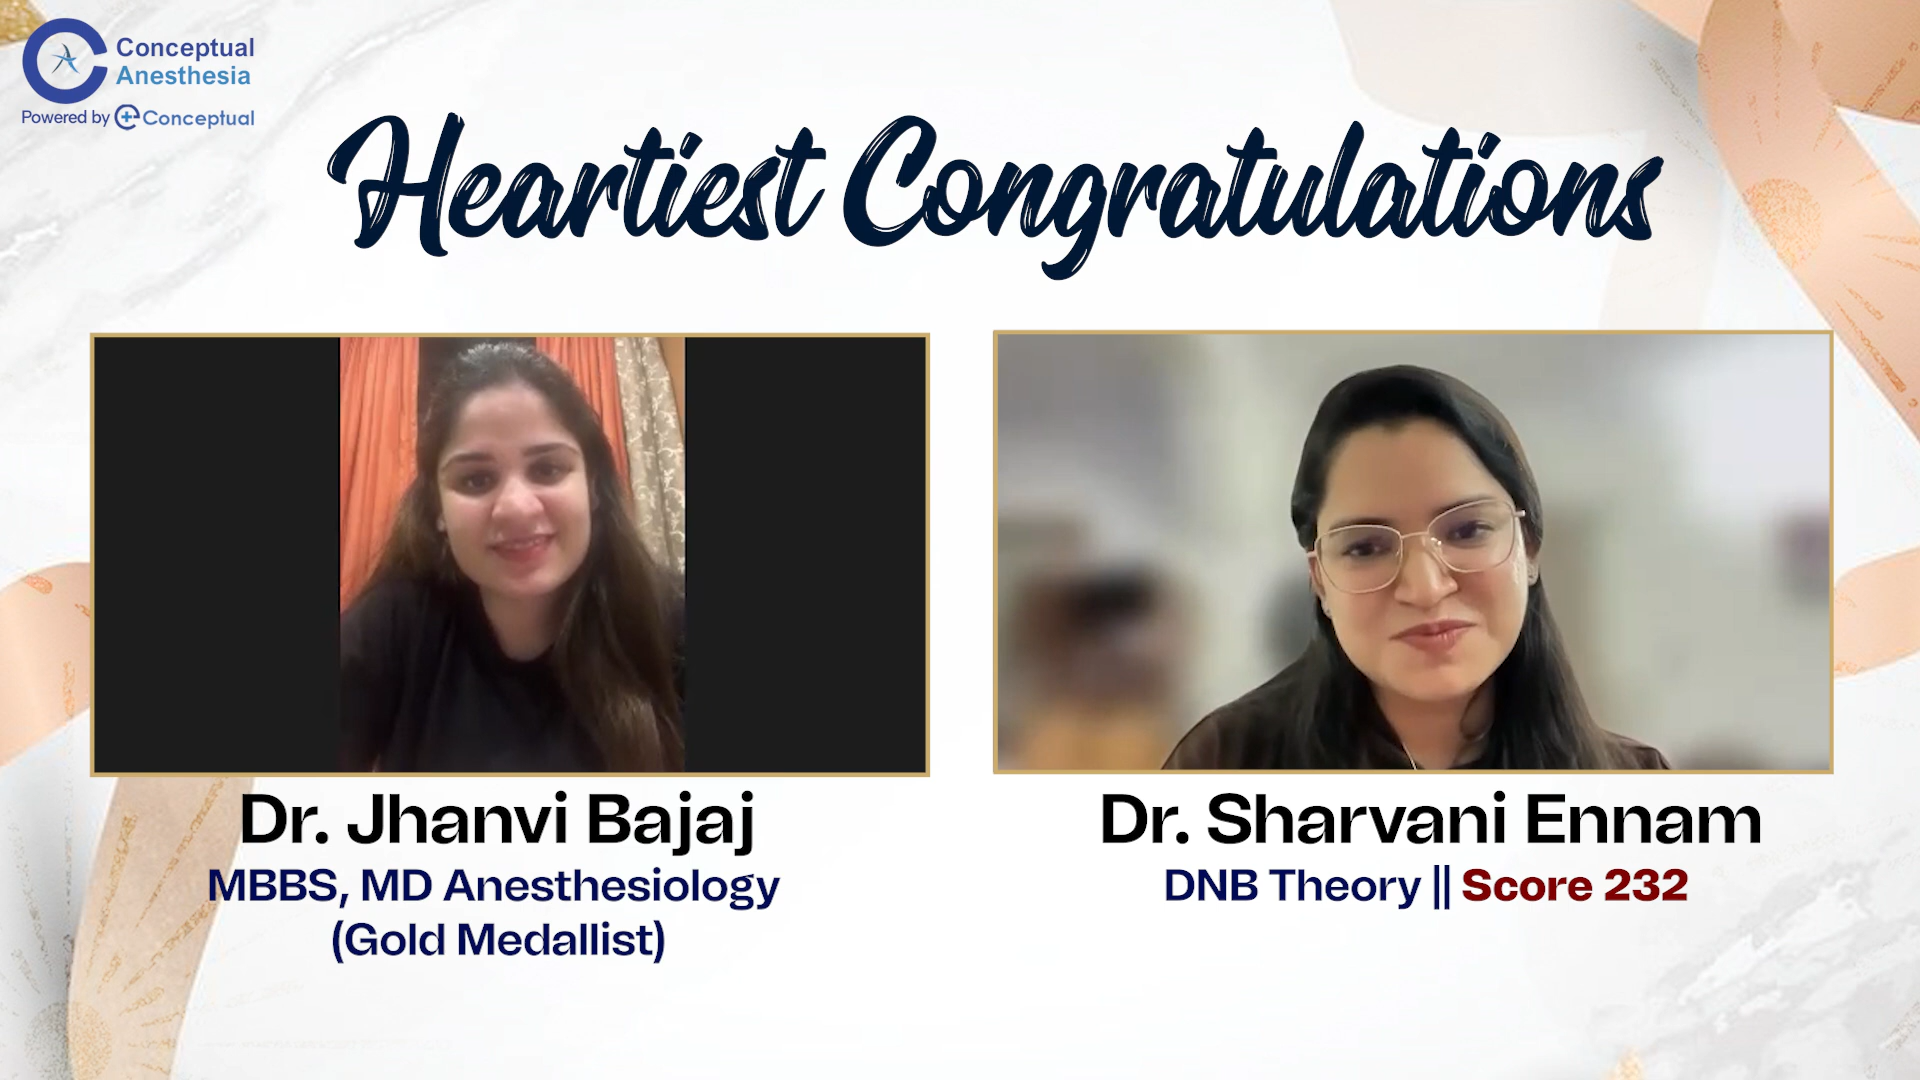 Conceptual
Anesthesia
Powered by eConceptual
Heartiest Congratulations
Dr. Jhanvi Bajaj
MBBS, MD Anesthesiology
(Gold Medallist)
Dr. Sharvani Ennam
DNB Theory || Score 232